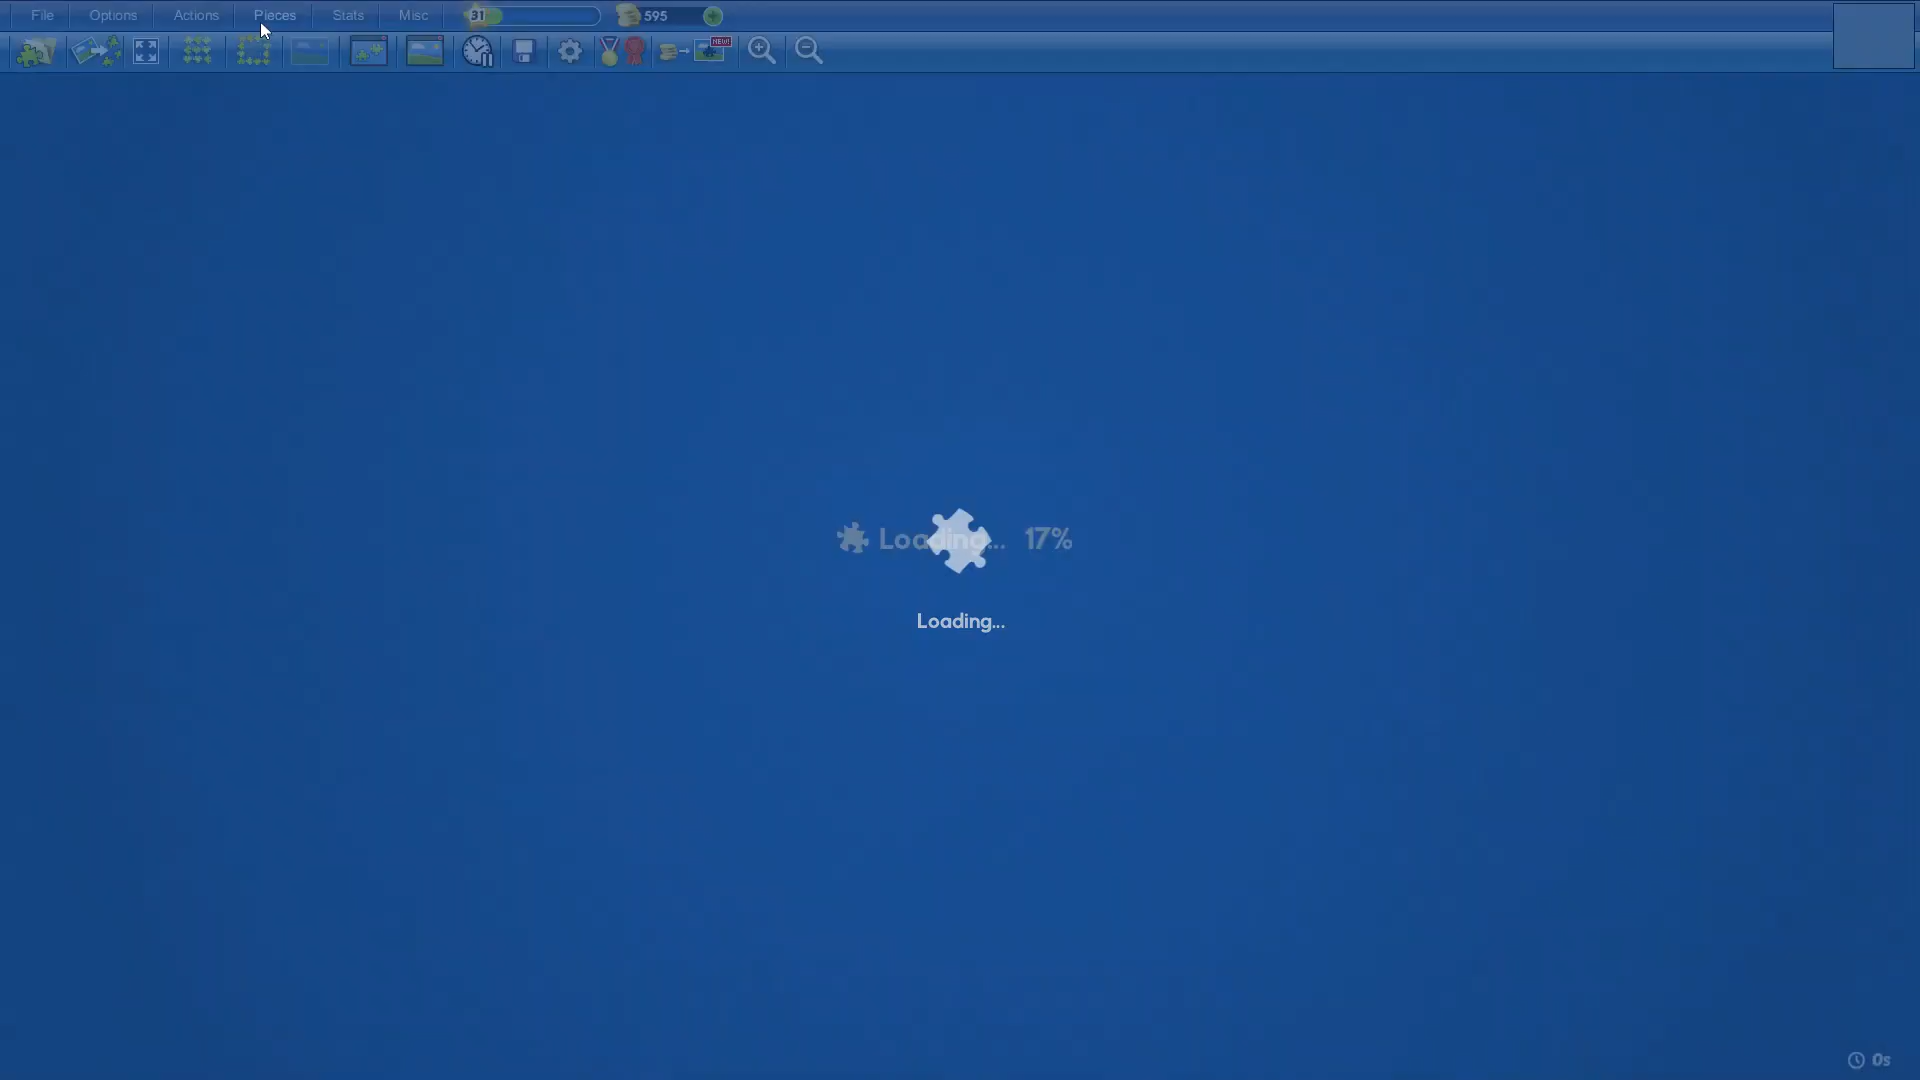 File Options Actions Pieces Stats Misc 31 595
NEW!
Loading... 17%
Loading...
0s